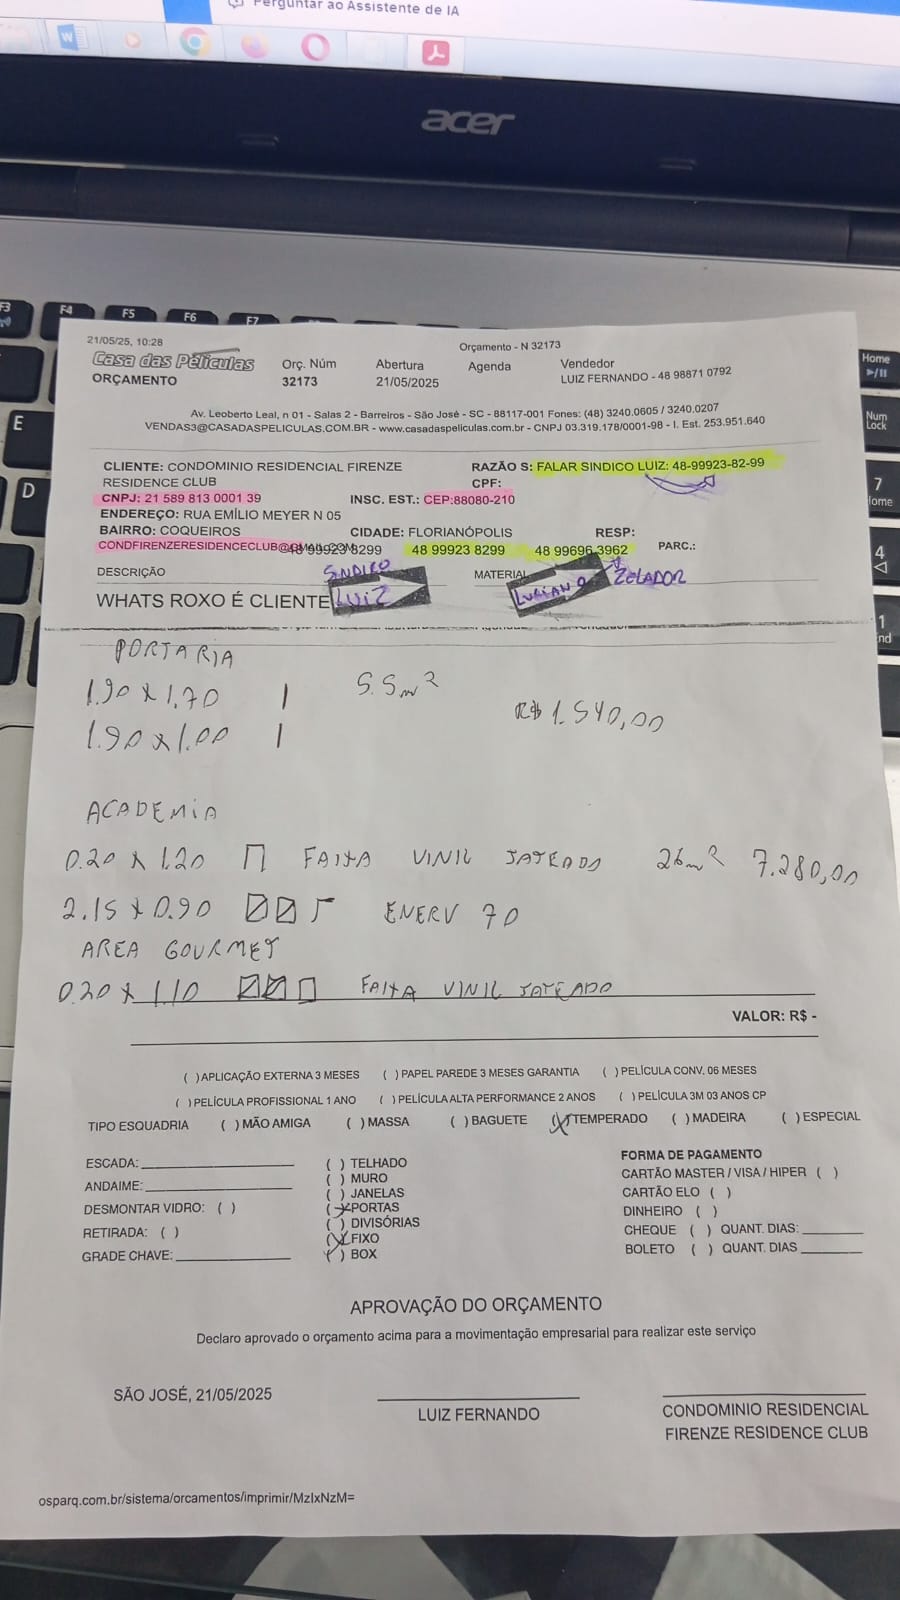 Perguntar ao Assistente de IA
acer
F4 F5 F6 F7
Home
Num Lock
E
D
7
4
1
21/05/25, 10:28
Orçamento - N 32173
Casa das Películas
ORÇAMENTO
Orç. Núm
32173
Abertura
21/05/2025
Agenda
Vendedor
LUIZ FERNANDO - 48 98871 0792
Av. Leoberto Leal, n 01 - Salas 2 - Barreiros - São José - SC - 88117-001 Fones: (48) 3240.0605 / 3240.0207
VENDAS3@CASADASPELICULAS.COM.BR - www.casadaspeliculas.com.br - CNPJ 03.319.178/0001-98 - I. Est. 253.951.640
CLIENTE: CONDOMINIO RESIDENCIAL FIRENZE RAZÃO S: FALAR SINDICO LUIZ: 48-99923-82-99
RESIDENCE CLUB CPF:
CNPJ: 21 589 813 0001 39 INSC. EST.: CEP:88080-210
ENDEREÇO: RUA EMÍLIO MEYER N 05
BAIRRO: COQUEIROS CIDADE: FLORIANÓPOLIS RESP:
48 99923 8299 48 99923 8299 48 99696 3962 PARC.:
DESCRIÇÃO SINDICO MATERIAL ZELADOR
WHATS ROXO É CLIENTE LUIZ LUCIANO
PORTARIA
1.90 x 1.70 | 5.5m²
R$ 1.540,00
1.90 x 1.00 |
ACADEMIA
0.20 x 1.20 FAIXA VINIL JATEADO 26m² 7.280,00
2.15 x 0.90 ENERV 70
AREA GOURMET
0.20 x 1.10 FAIXA VINIL JATEADO
VALOR: R$ -
( ) APLICAÇÃO EXTERNA 3 MESES ( ) PAPEL PAREDE 3 MESES GARANTIA ( ) PELÍCULA CONV. 06 MESES
( ) PELÍCULA PROFISSIONAL 1 ANO ( ) PELÍCULA ALTA PERFORMANCE 2 ANOS ( ) PELÍCULA 3M 03 ANOS CP
TIPO ESQUADRIA ( ) MÃO AMIGA ( ) MASSA ( ) BAGUETE (X) TEMPERADO ( ) MADEIRA ( ) ESPECIAL
ESCADA:
ANDAIME:
DESMONTAR VIDRO: ( )
RETIRADA: ( )
GRADE CHAVE:
( ) TELHADO
( ) MURO
( ) JANELAS
(X) PORTAS
( ) DIVISÓRIAS
(X) FIXO
( ) BOX
FORMA DE PAGAMENTO
CARTÃO MASTER / VISA / HIPER ( )
CARTÃO ELO ( )
DINHEIRO ( )
CHEQUE ( ) QUANT. DIAS:
BOLETO ( ) QUANT. DIAS
APROVAÇÃO DO ORÇAMENTO
Declaro aprovado o orçamento acima para a movimentação empresarial para realizar este serviço
SÃO JOSÉ, 21/05/2025
LUIZ FERNANDO
CONDOMINIO RESIDENCIAL
FIRENZE RESIDENCE CLUB
osparq.com.br/sistema/orcamentos/imprimir/MzIxNzM=